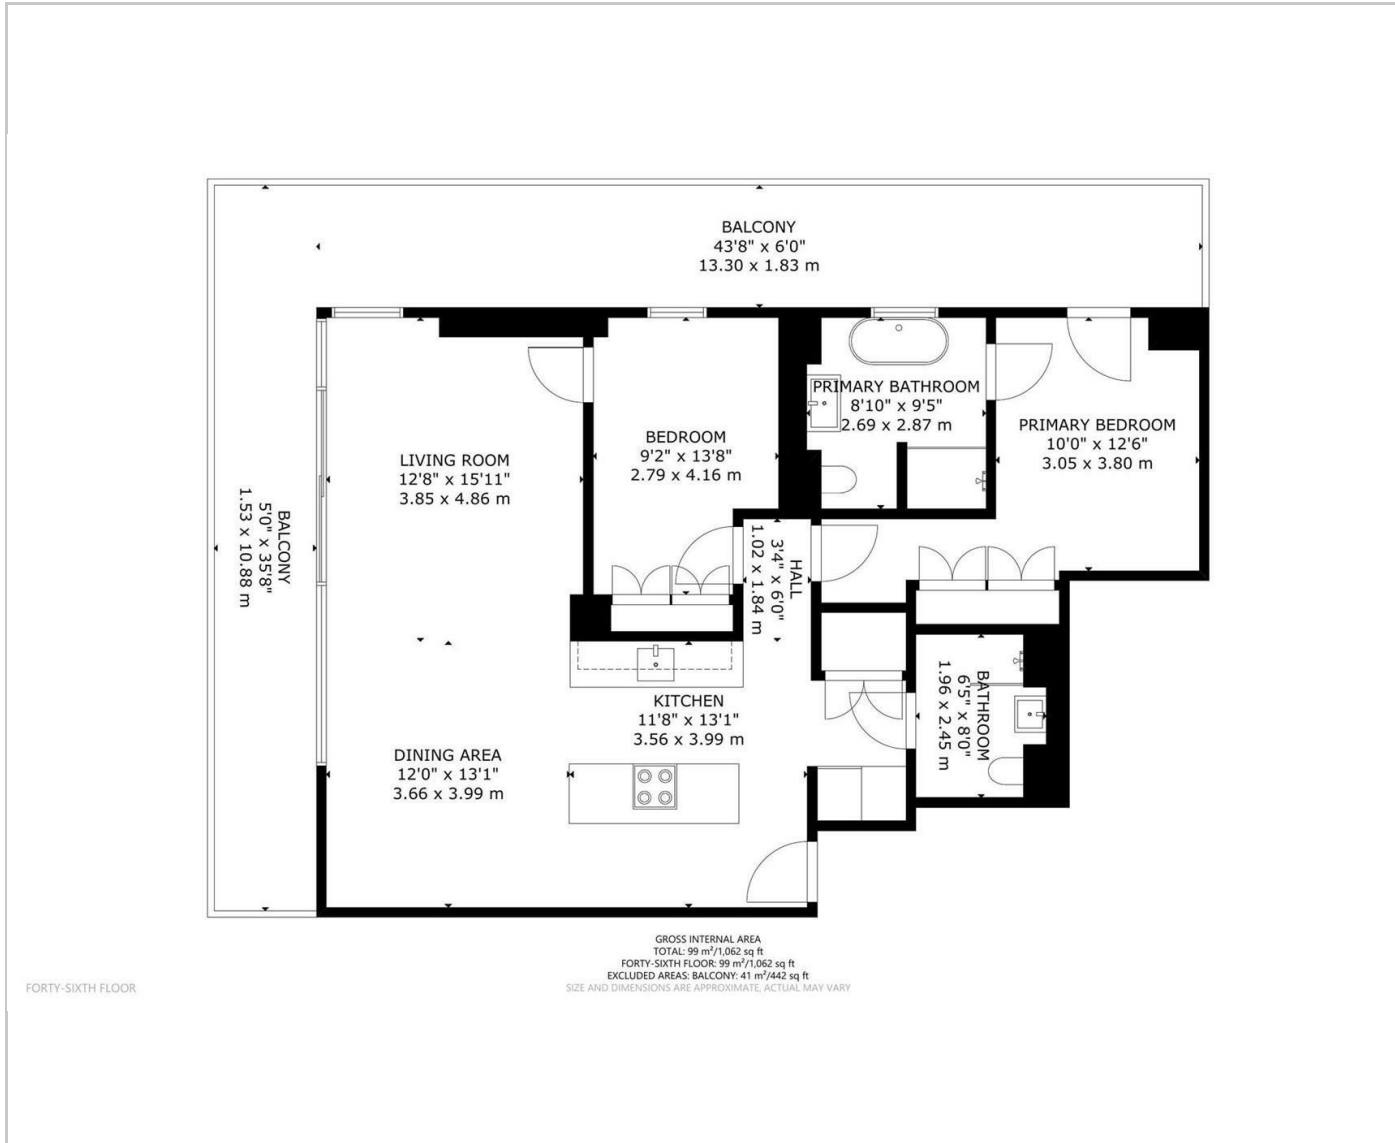 BALCONY
43'8" x 6'0"
13.30 x 1.83 m
PRIMARY BATHROOM
8'10" x 9'5"
2.69 x 2.87 m
PRIMARY BEDROOM
10'0" x 12'6"
3.05 x 3.80 m
BEDROOM
9'2" x 13'8"
2.79 x 4.16 m
LIVING ROOM
12'8" x 15'11"
3.85 x 4.86 m
BALCONY
5'0" x 35'8"
1.53 x 10.88 m
HALL
3'4" x 6'0"
1.02 x 1.84 m
KITCHEN
11'8" x 13'1"
3.56 x 3.99 m
BATHROOM
6'5" x 8'0"
1.96 x 2.45 m
DINING AREA
12'0" x 13'1"
3.66 x 3.99 m
GROSS INTERNAL AREA
TOTAL: 99 m²/1,062 sq ft
FORTY-SIXTH FLOOR: 99 m²/1,062 sq ft
EXCLUDED AREAS: BALCONY: 41 m²/442 sq ft
SIZE AND DIMENSIONS ARE APPROXIMATE, ACTUAL MAY VARY
FORTY-SIXTH FLOOR